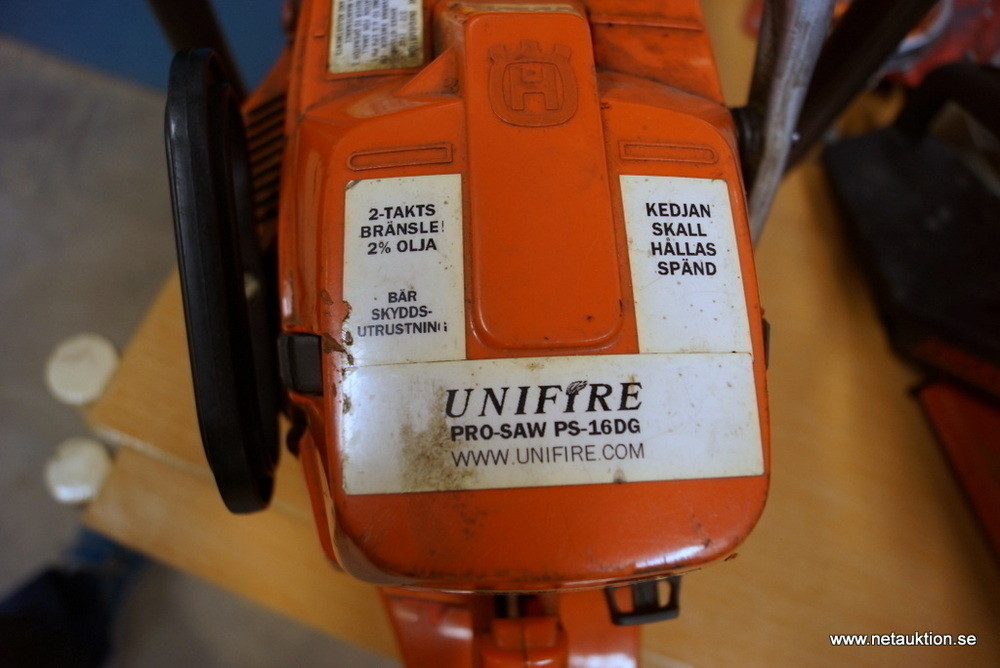 2-TAKTS
BRÄNSLE!
2% OLJA
BÄR
SKYDDS-
UTRUSTNING
KEDJAN
SKALL
HÅLLAS
SPÄND
UNIFIRE
PRO-SAW PS-16DG
WWW.UNIFIRE.COM
www.netauktion.se